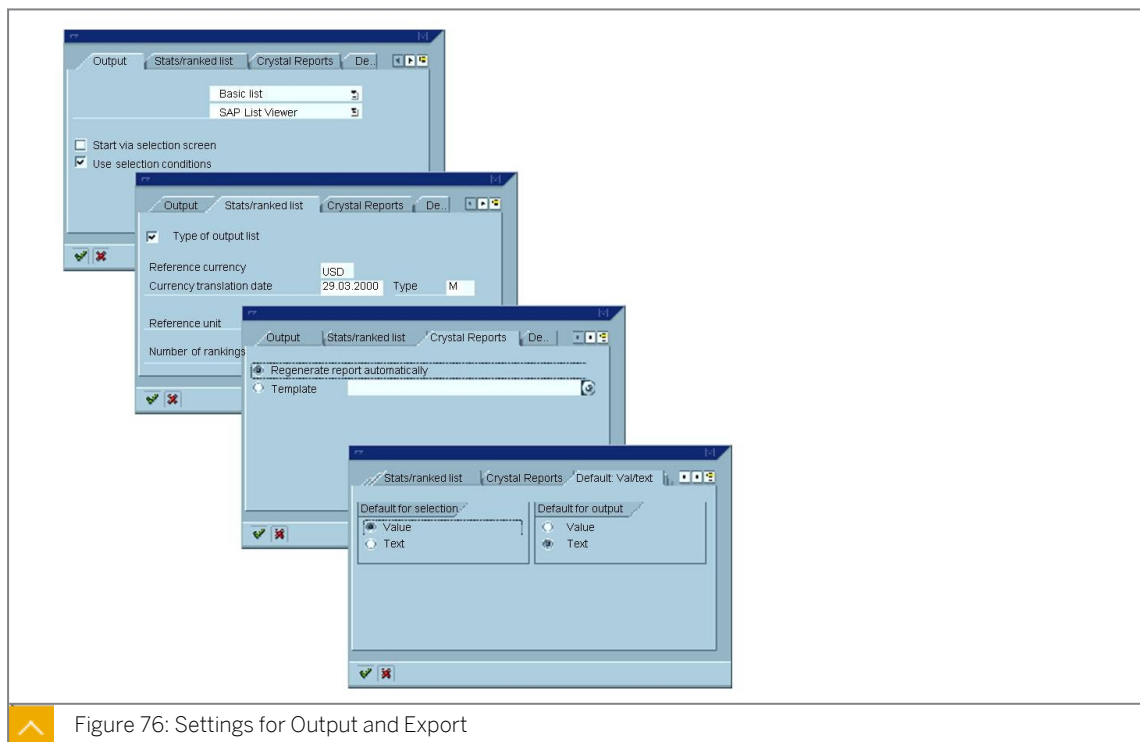 Output Stats/ranked list Crystal Reports De..
Basic list
SAP List Viewer
Start via selection screen
Use selection conditions
Output Stats/ranked list Crystal Reports De..
Type of output list
Reference currency USD
Currency translation date 29.03.2000 Type M
Reference unit
Number of rankings
Output Stats/ranked list Crystal Reports De..
Regenerate report automatically
Template
Stats/ranked list Crystal Reports Default: Val/text
Default for selection Default for output
Value Value
Text Text
Figure 76: Settings for Output and Export